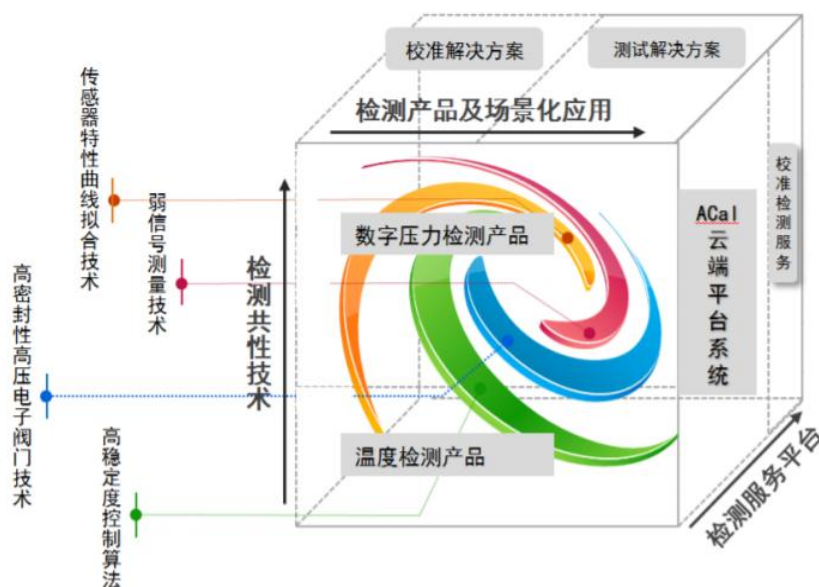 校准解决方案
测试解决方案
检测产品及场景化应用
传感器特性曲线拟合技术
弱信号测量技术
高密封性高压电子阀门技术
高稳定度控制算法
检测共性技术
数字压力检测产品
温度检测产品
ACal
云端平台系统
校准检测服务
检测服务平台